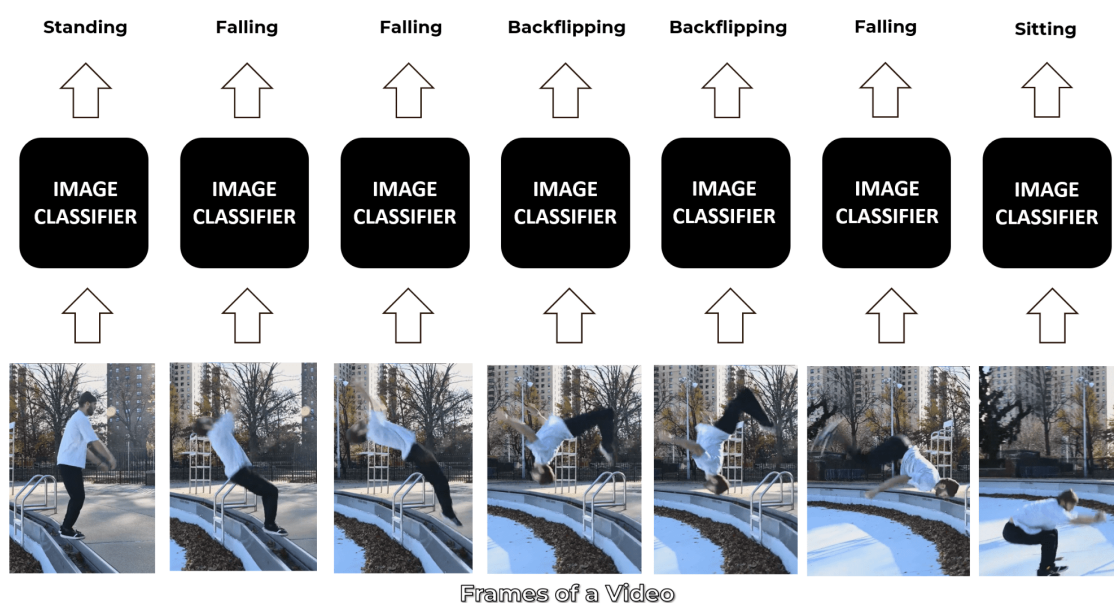 Standing
Falling
Falling
Backflipping
Backflipping
Falling
Sitting
IMAGE
CLASSIFIER
IMAGE
CLASSIFIER
IMAGE
CLASSIFIER
IMAGE
CLASSIFIER
IMAGE
CLASSIFIER
IMAGE
CLASSIFIER
IMAGE
CLASSIFIER
Frames of a Video